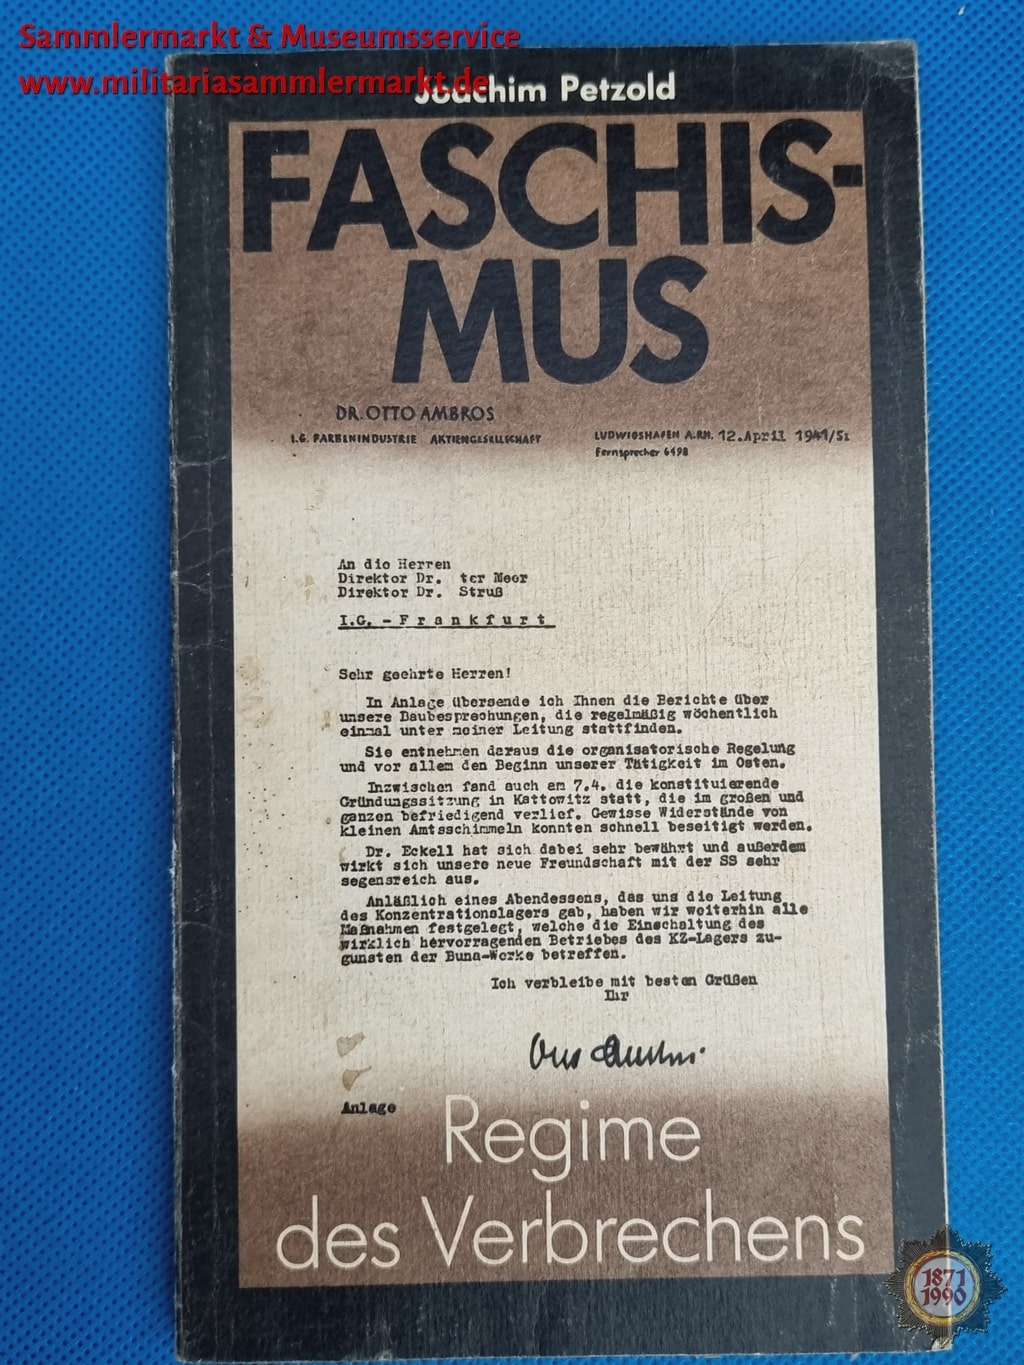 Sammlermarkt & Museumsservice
www.militariasammlermarkt.de
Joachim Petzold
FASCHIS-
MUS
DR. OTTO AMBROS
I.G. FARBENINDUSTRIE AKTIENGESELLSCHAFT
LUDWIGSHAFEN A.RH. 12.April 1941/Si
Fernsprecher 6498
An die Herren
Direktor Dr. ter Meer
Direktor Dr. Struß
I.G. - Frankfurt
Sehr geehrte Herren!
In Anlage übersende ich Ihnen die Berichte über
unsere Baubesprechungen, die regelmäßig wöchentlich
einmal unter meiner Leitung stattfinden.
Sie entnehmen daraus die organisatorische Regelung
und vor allem den Beginn unserer Tätigkeit im Osten.
Inzwischen fand auch am 7.4. die konstituierende
Gründungssitzung in Kattowitz statt, die im großen und
ganzen befriedigend verlief. Gewisse Widerstände von
kleinen Amtsschimmeln konnten schnell beseitigt werden.
Dr. Eckell hat sich dabei sehr bewährt und außerdem
wirkt sich unsere neue Freundschaft mit der SS sehr
segensreich aus.
Anläßlich eines Abendessens, das uns die Leitung
des Konzentrationslagers gab, haben wir weiterhin alle
Maßnahmen festgelegt, welche die Einschaltung des
wirklich hervorragenden Betriebes des KZ-Lagers zu-
gunsten der Buna-Werke betreffen.
Ich verbleibe mit besten Grüßen
Ihr
Anlage
Regime
des Verbrechens
1871
1990